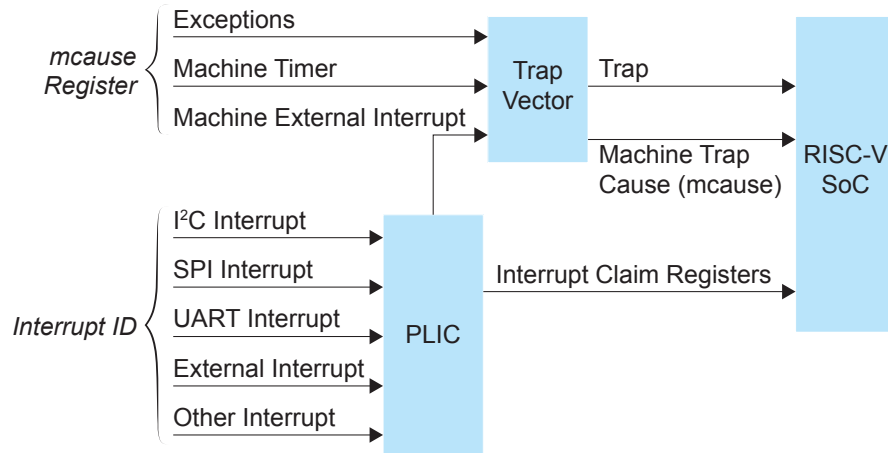 mcause
Register
Exceptions
Machine Timer
Machine External Interrupt
Trap
Vector
Trap
Machine Trap
Cause (mcause)
RISC-V
SoC
Interrupt ID
I²C Interrupt
SPI Interrupt
UART Interrupt
External Interrupt
Other Interrupt
PLIC
Interrupt Claim Registers